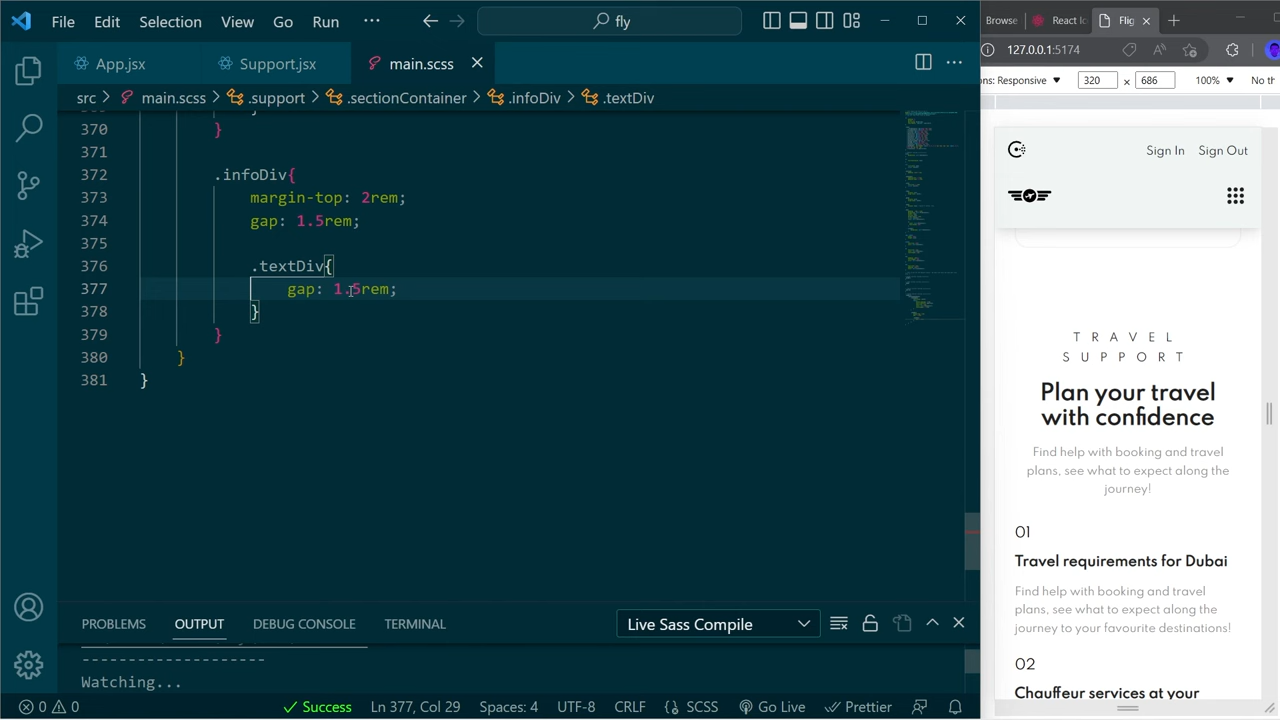 File Edit Selection View Go Run ··· fly
Browse React Ic Flig
127.0.0.1:5174
App.jsx Support.jsx main.scss
ns: Responsive 320 × 686 100% No th
src > main.scss > .support > .sectionContainer > .infoDiv > .textDiv
370 }
371
372 .infoDiv{
373 margin-top: 2rem;
374 gap: 1.5rem;
375
376 .textDiv{
377 gap: 1.5rem;
378 }
379 }
380 }
381 }
Sign In Sign Out
TRAVEL
SUPPORT
Plan your travel
with confidence
Find help with booking and travel
plans, see what to expect along the
journey!
01
Travel requirements for Dubai
Find help with booking and travel
plans, see what to expect along the
journey to your favourite destinations!
02
Chauffeur services at your
PROBLEMS OUTPUT DEBUG CONSOLE TERMINAL Live Sass Compile
--------------------
Watching...
0 0 Success Ln 377, Col 29 Spaces: 4 UTF-8 CRLF SCSS Go Live Prettier